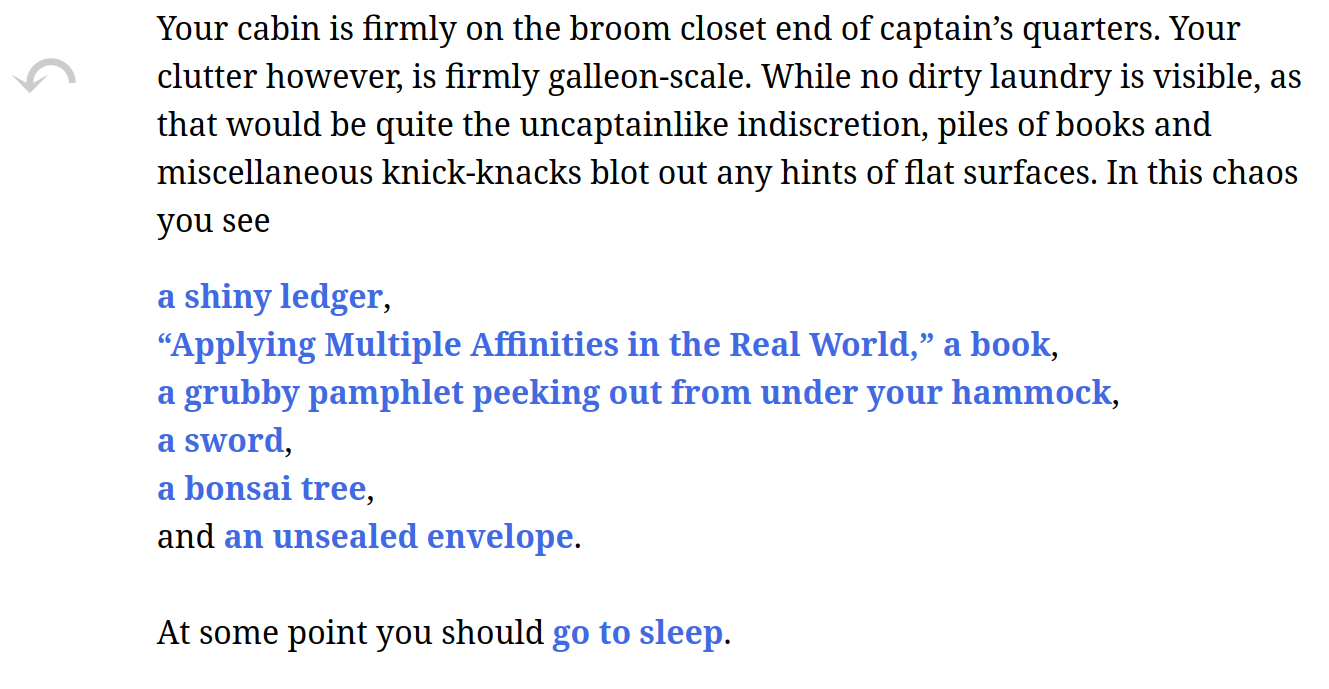 Your cabin is firmly on the broom closet end of captain’s quarters. Your
clutter however, is firmly galleon-scale. While no dirty laundry is visible, as
that would be quite the uncaptainlike indiscretion, piles of books and
miscellaneous knick-knacks blot out any hints of flat surfaces. In this chaos
you see
a shiny ledger,
“Applying Multiple Affinities in the Real World,” a book,
a grubby pamphlet peeking out from under your hammock,
a sword,
a bonsai tree,
and an unsealed envelope.
At some point you should go to sleep.